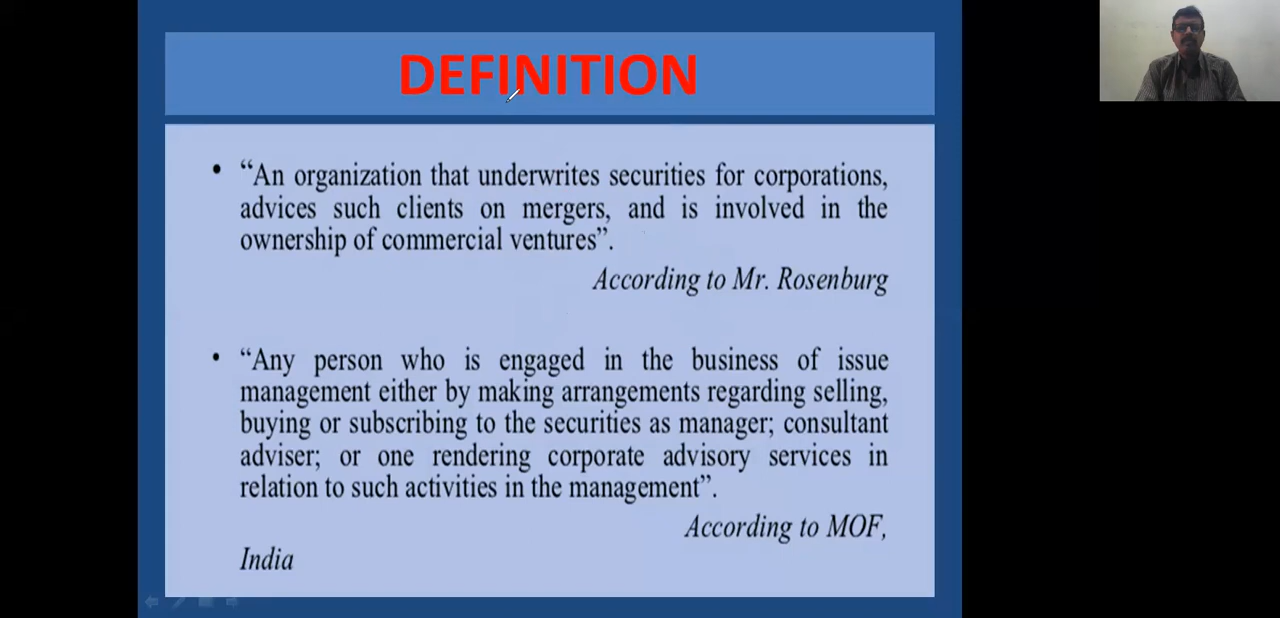 DEFINITION
• “An organization that underwrites securities for corporations,
advices such clients on mergers, and is involved in the
ownership of commercial ventures”.
According to Mr. Rosenburg
• “Any person who is engaged in the business of issue
management either by making arrangements regarding selling,
buying or subscribing to the securities as manager; consultant
adviser; or one rendering corporate advisory services in
relation to such activities in the management”.
According to MOF,
India